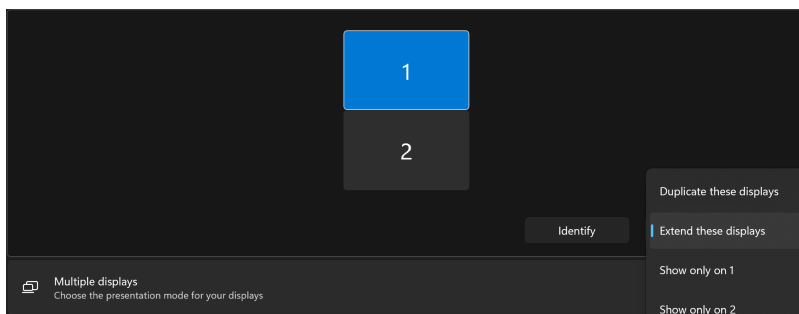 1
2
Duplicate these displays
Identify
Extend these displays
Show only on 1
Multiple displays
Choose the presentation mode for your displays
Show only on 2